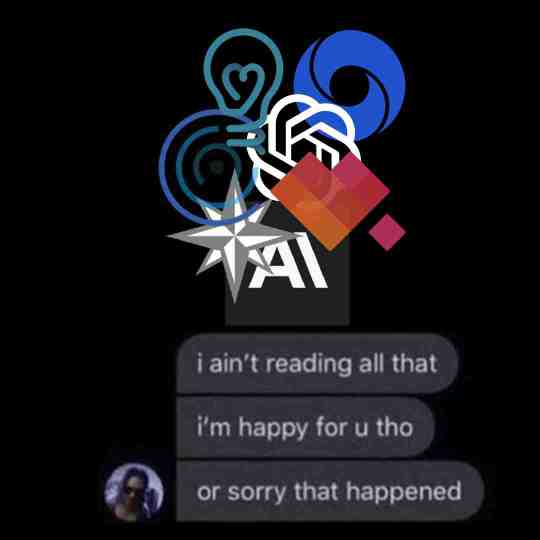 AI
i ain't reading all that
i'm happy for u tho
or sorry that happened